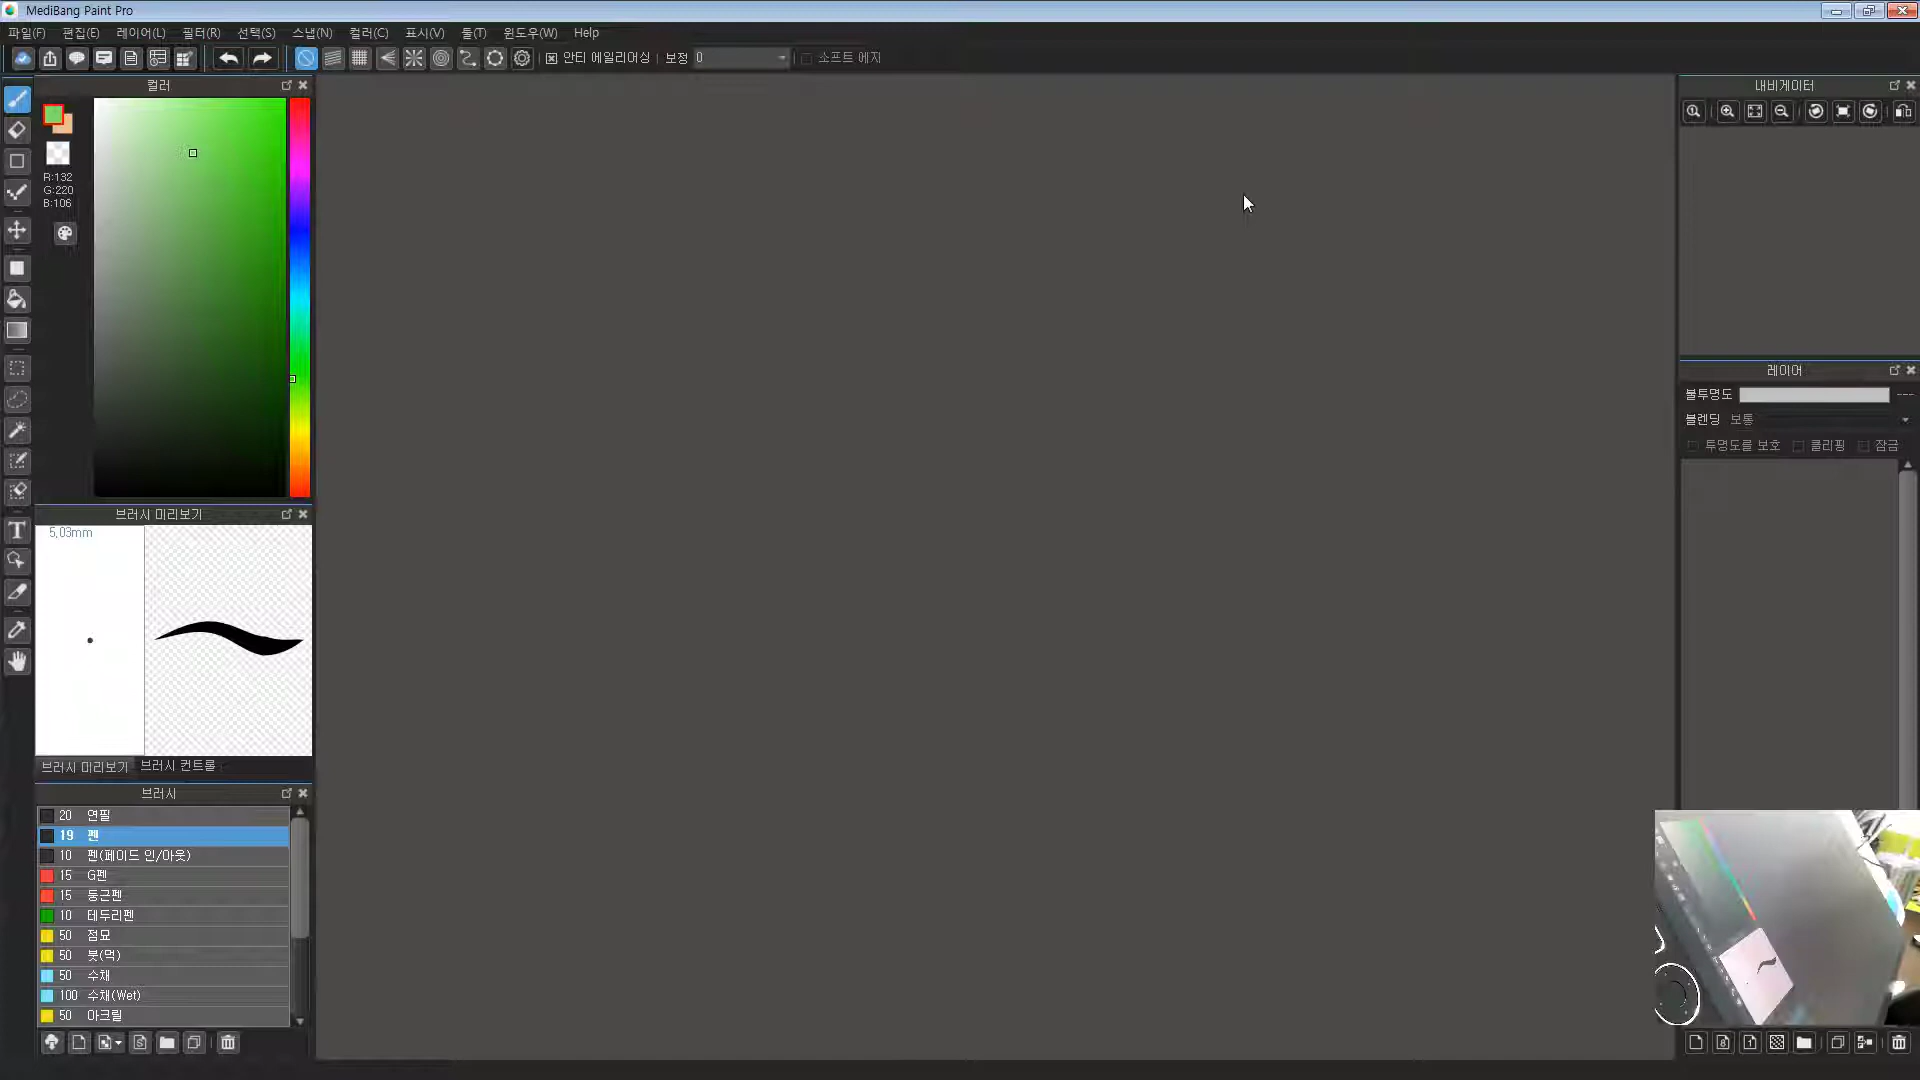 MediBang Paint Pro
파일(F) 편집(E) 레이어(L) 필터(R) 선택(S) 스냅(N) 컬러(C) 표시(V) 툴(T) 윈도우(W) Help
안티 에일리어싱 보정 0 소프트 에지
컬러
R:132
G:220
B:106
브러시 미리보기
5,03mm
브러시 미리보기 브러시 컨트롤
브러시
20 연필
19 펜
10 펜(페이드 인/아웃)
15 G펜
15 둥근펜
10 테두리펜
50 점묘
50 붓(먹)
50 수채
100 수채(Wet)
50 아크릴
내비게이터
레이어
불투명도 ---
블렌딩 보통
투명도를 보호 클리핑 잠금